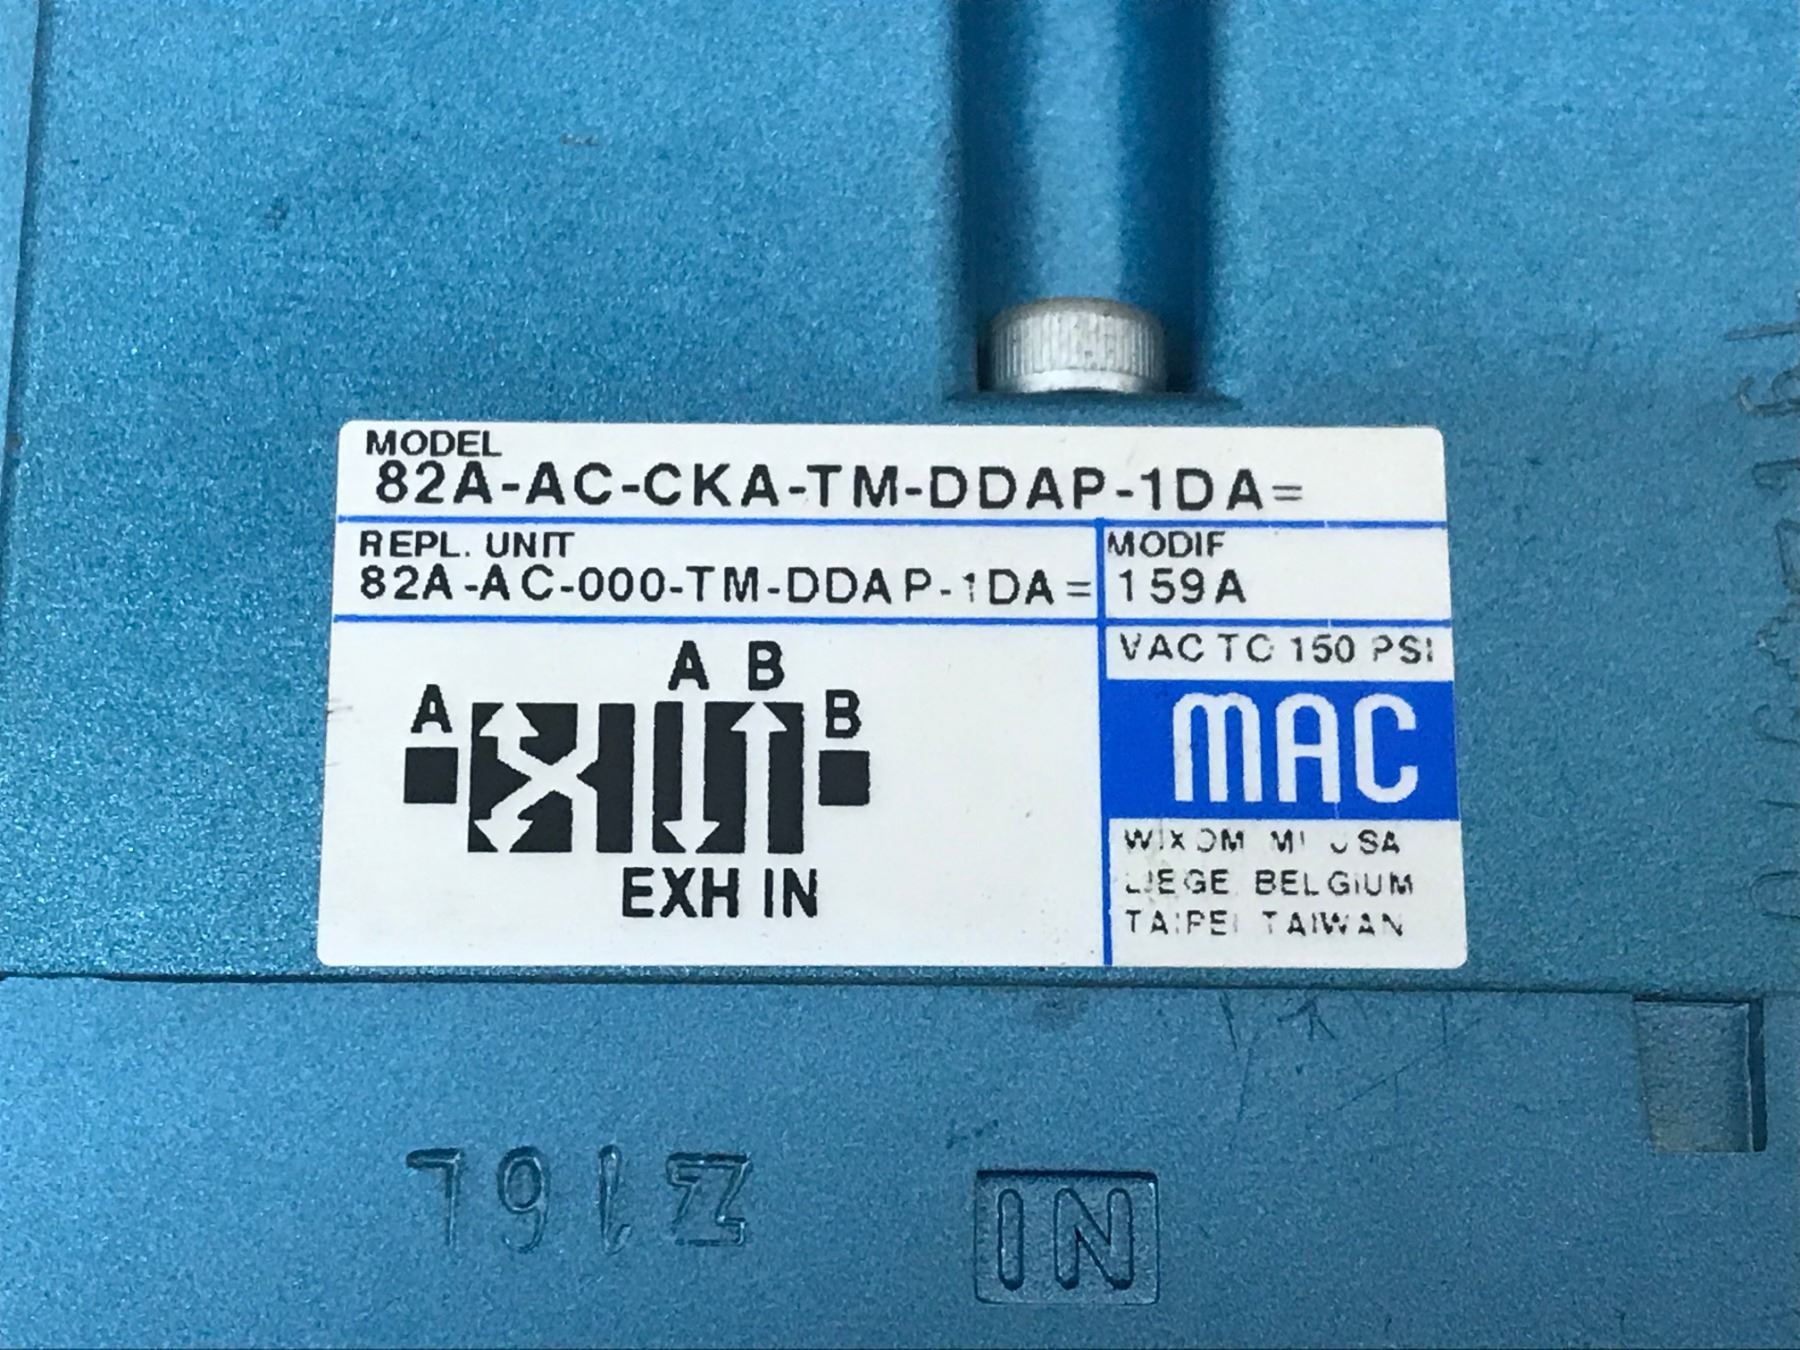 MODEL
82A-AC-CKA-TM-DDAP-1DA=
REPL. UNIT
82A-AC-000-TM-DDAP-1DA=
MODIF
159A
A B
A
B
EXH IN
VAC TO 150 PSI
MAC
WIXOM MI USA
LIEGE BELGIUM
TAIPEI TAIWAN
IN